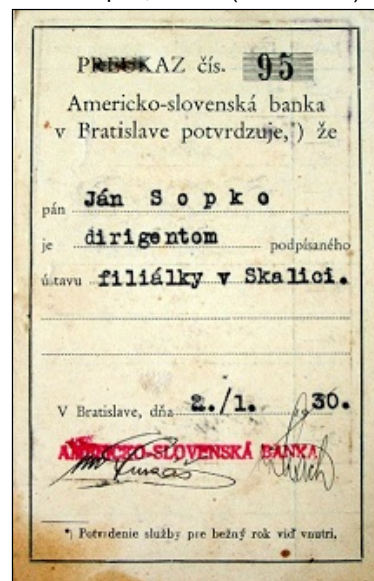 PREUKAZ čís. 95
Americko-slovenská banka
v Bratislave potvrdzuje,) že
pán Ján Sopko
je dirigentom podpísaného
ústavu filiálky v Skalici.
V Bratislave, dňa 2./1. 30.
AMERICKO-SLOVENSKÁ BANKA
*) Potvrdenie služby pre bežný rok viď vnutri.